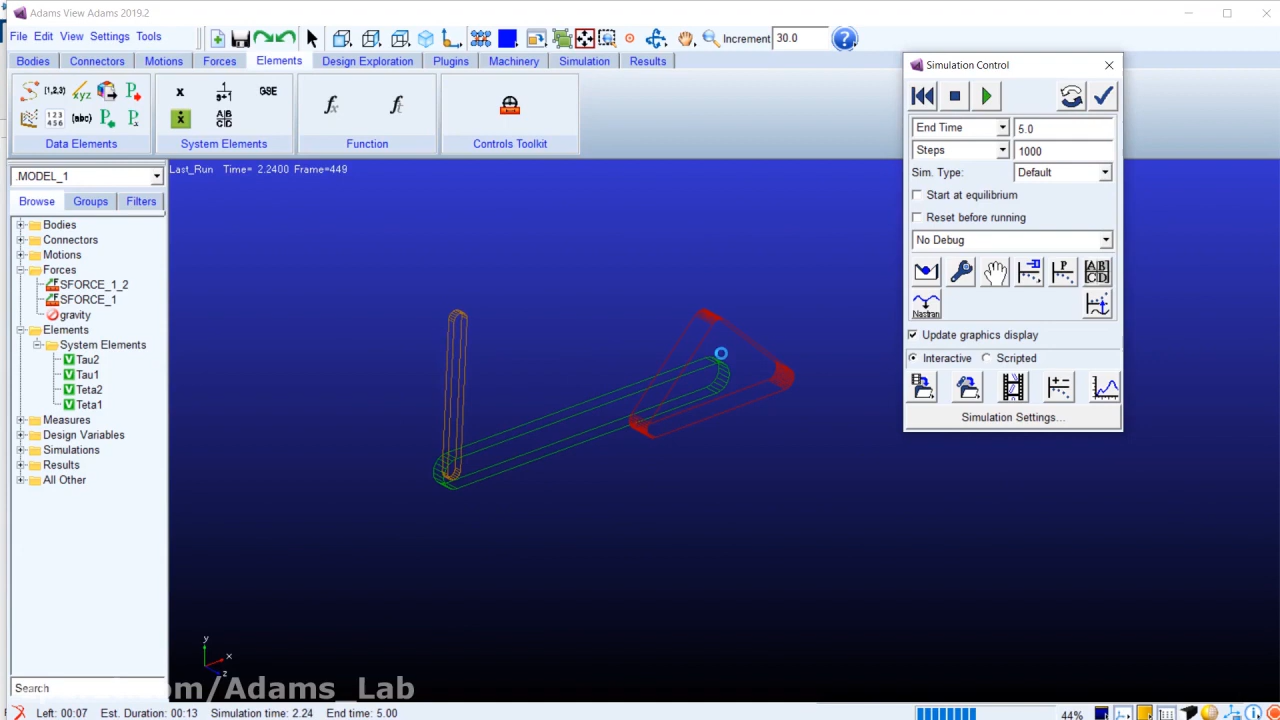 Adams View Adams 2019.2
File Edit View Settings Tools
Increment 30.0
Bodies Connectors Motions Forces Elements Design Exploration Plugins Machinery Simulation Results
Data Elements System Elements Function Controls Toolkit
.MODEL_1
Browse Groups Filters
Bodies
Connectors
Motions
Forces
SFORCE_1_2
SFORCE_1
gravity
Elements
System Elements
Tau2
Tau1
Teta2
Teta1
Measures
Design Variables
Simulations
Results
All Other
Search
Last_Run Time= 2.2400 Frame=449
y
x
z
Simulation Control
End Time 5.0
Steps 1000
Sim. Type: Default
Start at equilibrium
Reset before running
No Debug
Nastran
Update graphics display
Interactive Scripted
Simulation Settings...
om/Adams_Lab
Left: 00:07 Est. Duration: 00:13 Simulation time: 2.24 End time: 5.00
44%